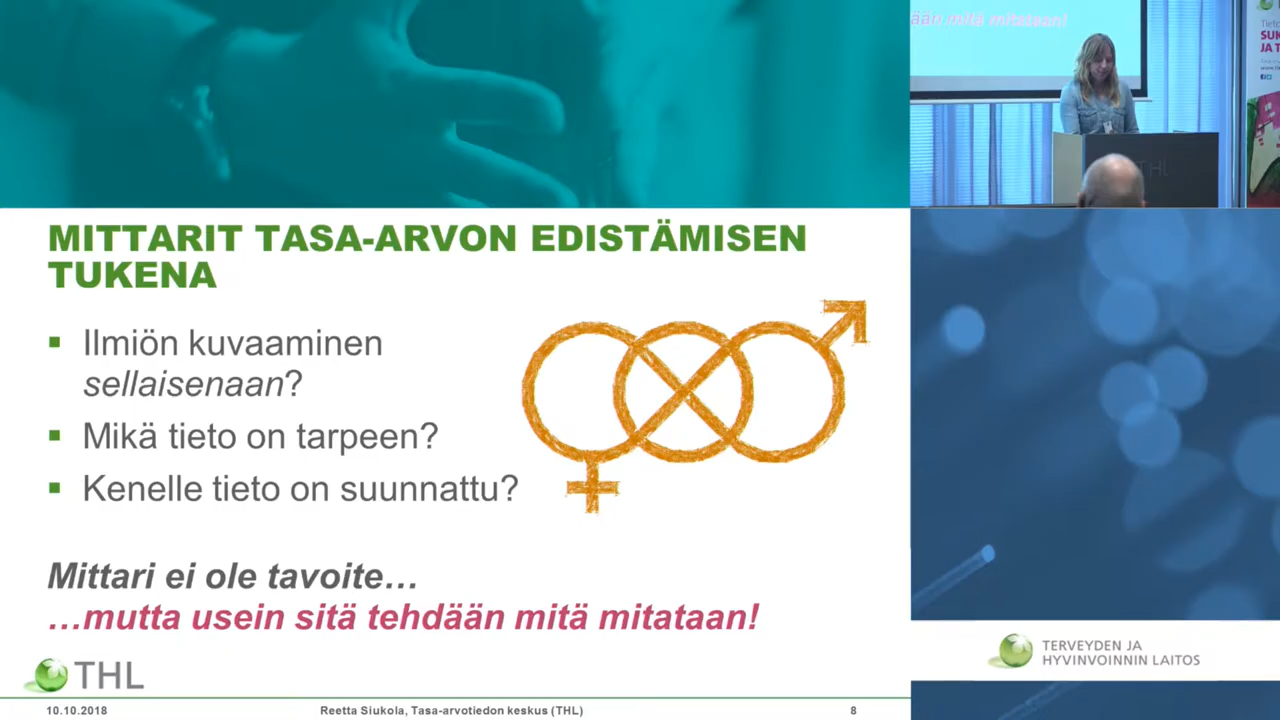 MITTARIT TASA-ARVON EDISTÄMISEN
TUKENA
Ilmiön kuvaaminen
sellaisenaan?
Mikä tieto on tarpeen?
Kenelle tieto on suunnattu?
Mittari ei ole tavoite…
…mutta usein sitä tehdään mitä mitataan!
THL
10.10.2018
Reetta Siukola, Tasa-arvotiedon keskus (THL)
8
ään mitä mitataan!
THL
TERVEYDEN JA
HYVINVOINNIN LAITOS